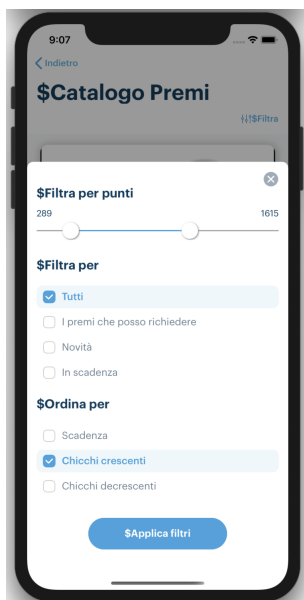 9:07
Indietro
$Catalogo Premi
$Filtra
$Filtra per punti
289 1615
$Filtra per
Tutti
I premi che posso richiedere
Novità
In scadenza
$Ordina per
Scadenza
Chicchi crescenti
Chicchi decrescenti
$Applica filtri